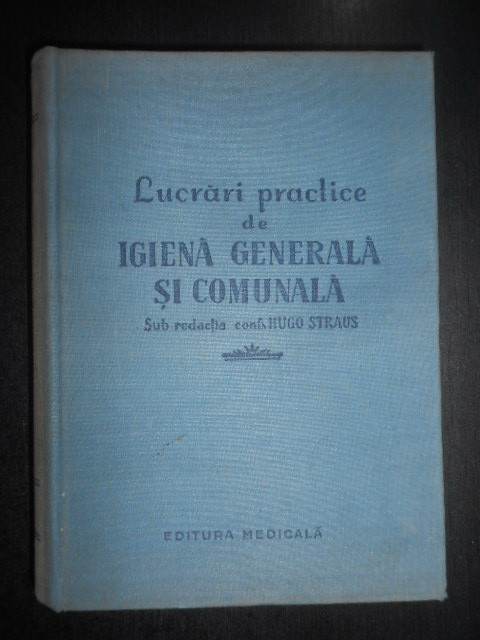 Lucrări practice
de
IGIENĂ GENERALĂ
ȘI COMUNALĂ
Sub redacția conf. HUGO STRAUS
EDITURA MEDICALĂ